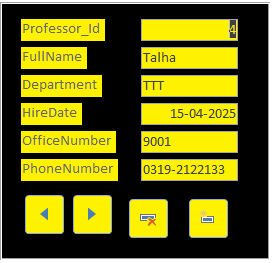 Professor_Id 4
FullName Talha
Department TTT
HireDate 15-04-2025
OfficeNumber 9001
PhoneNumber 0319-2122133